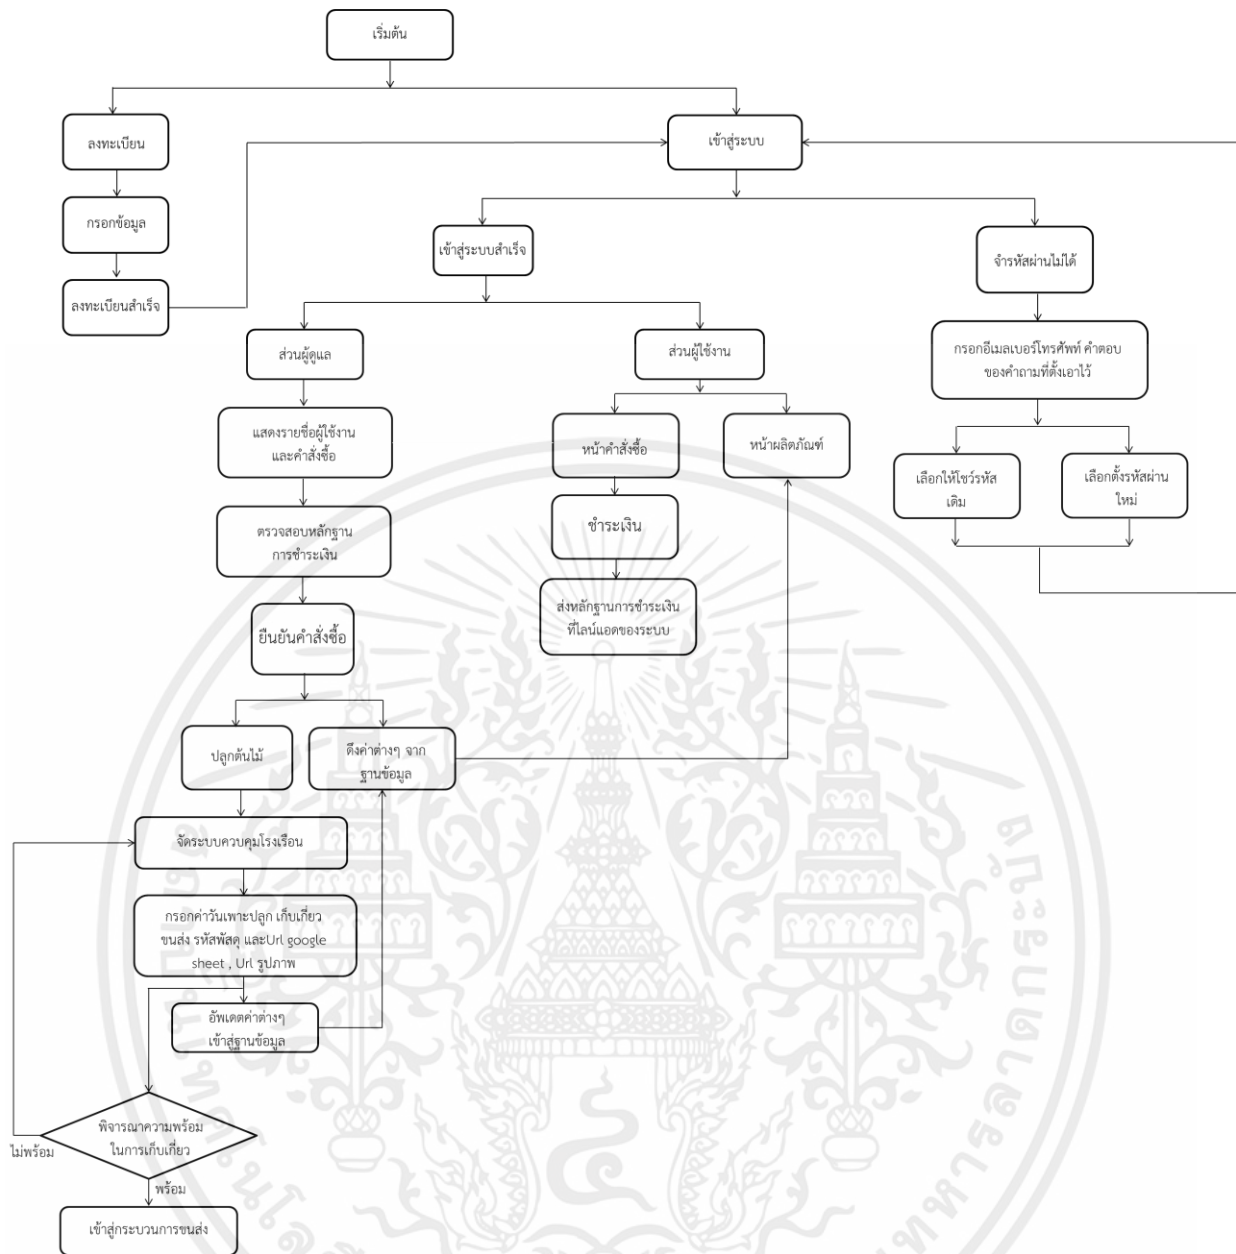 เริ่มต้น
ลงทะเบียน
เข้าสู่ระบบ
กรอกข้อมูล
เข้าสู่ระบบสำเร็จ
จำรหัสผ่านไม่ได้
ลงทะเบียนสำเร็จ
ส่วนผู้ดูแล
ส่วนผู้ใช้งาน
กรอกอีเมลเบอร์โทรศัพท์ คำตอบ
ของคำถามที่ตั้งเอาไว้
แสดงรายชื่อผู้ใช้งาน
และคำสั่งซื้อ
หน้าคำสั่งซื้อ
หน้าผลิตภัณฑ์
เลือกให้โชว์รหัส
เดิม
เลือกตั้งรหัสผ่าน
ใหม่
ตรวจสอบหลักฐาน
การชำระเงิน
ชำระเงิน
ส่งหลักฐานการชำระเงิน
ที่ไลน์แอดของระบบ
ยืนยันคำสั่งซื้อ
ปลูกต้นไม้
ดึงค่าต่างๆ จาก
ฐานข้อมูล
จัดระบบควบคุมโรงเรือน
กรอกค่าวันเพาะปลูก เก็บเกี่ยว
ขนส่ง รหัสพัสดุ และUrl google
sheet , Url รูปภาพ
อัพเดตค่าต่างๆ
เข้าสู่ฐานข้อมูล
พิจารณาความพร้อม
ในการเก็บเกี่ยว
ไม่พร้อม
พร้อม
เข้าสู่กระบวนการขนส่ง